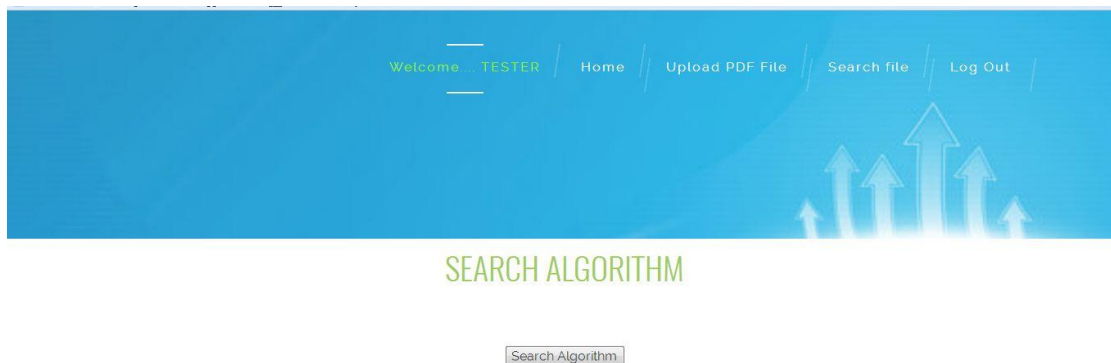 Welcome.... TESTER Home Upload PDF File Search file Log Out
SEARCH ALGORITHM
Search Algorithm